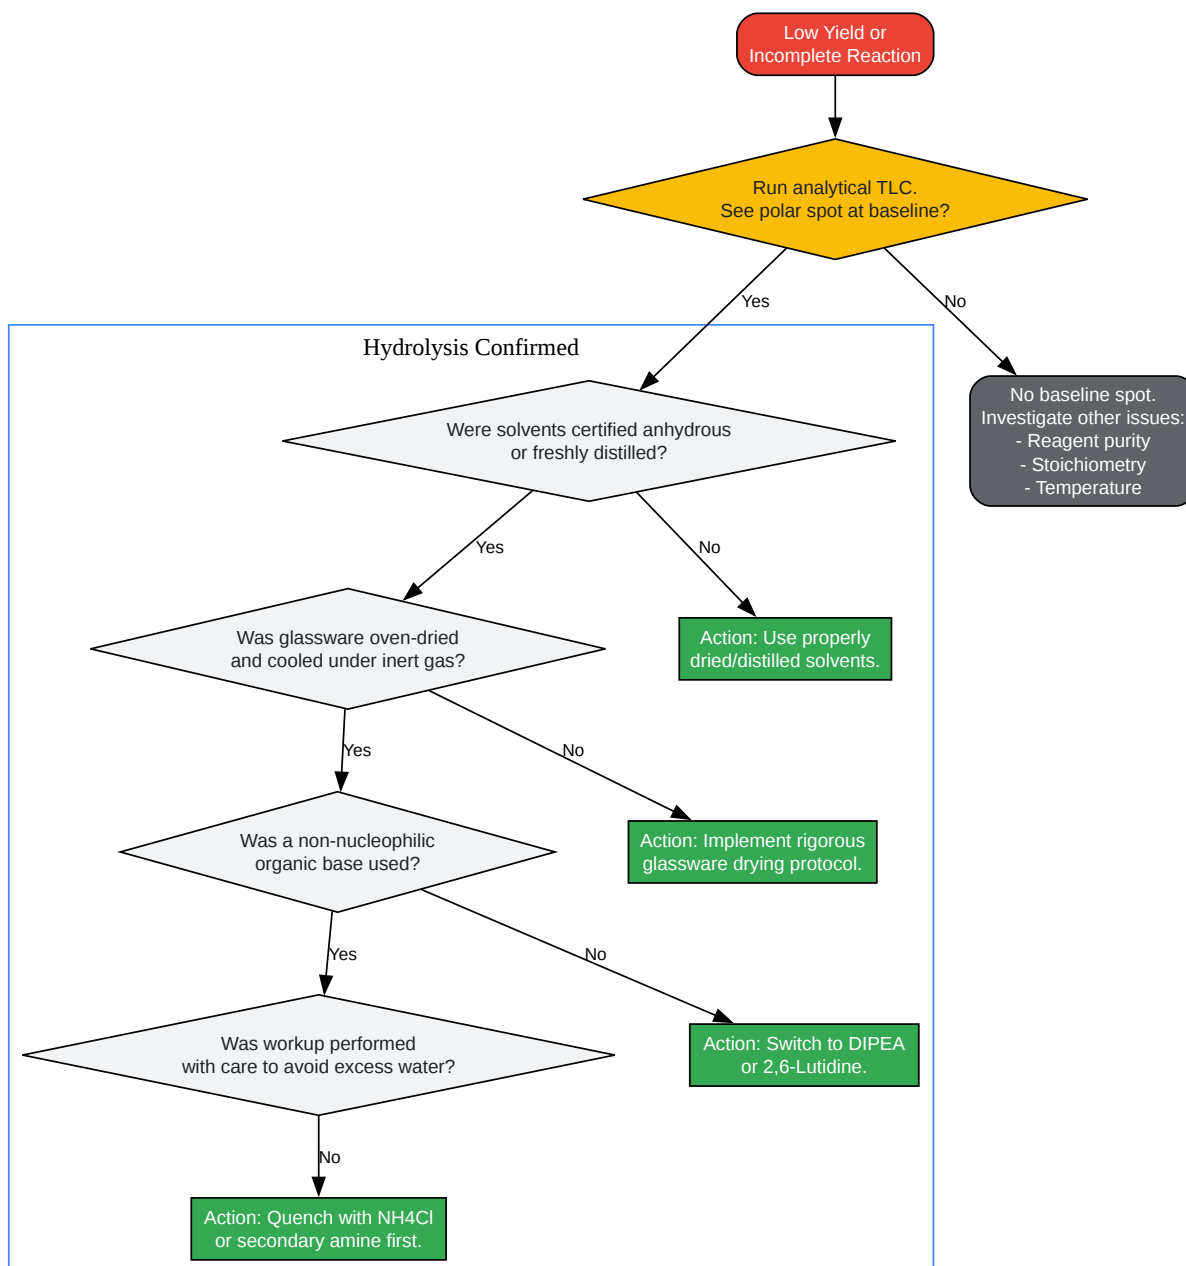 Low Yield or
Incomplete Reaction
Run analytical TLC.
See polar spot at baseline?
Yes
No
Hydrolysis Confirmed
No baseline spot.
Investigate other issues:
- Reagent purity
- Stoichiometry
- Temperature
Were solvents certified anhydrous
or freshly distilled?
Yes
No
Was glassware oven-dried
and cooled under inert gas?
Action: Use properly
dried/distilled solvents.
Yes
No
Was a non-nucleophilic
organic base used?
Action: Implement rigorous
glassware drying protocol.
Yes
No
Was workup performed
with care to avoid excess water?
Action: Switch to DIPEA
or 2,6-Lutidine.
No
Action: Quench with NH4Cl
or secondary amine first.